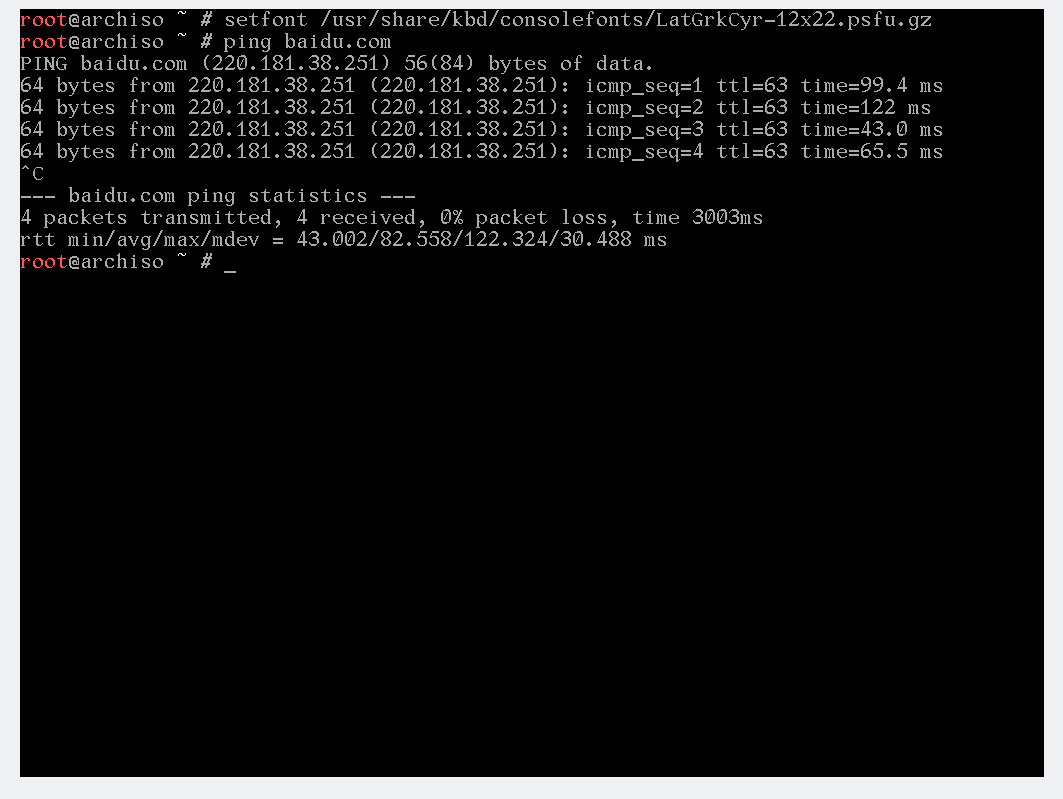 root@archiso ~ # setfont /usr/share/kbd/consolefonts/LatGrkCyr-12x22.psfu.gz
root@archiso ~ # ping baidu.com
PING baidu.com (220.181.38.251) 56(84) bytes of data.
64 bytes from 220.181.38.251 (220.181.38.251): icmp_seq=1 ttl=63 time=99.4 ms
64 bytes from 220.181.38.251 (220.181.38.251): icmp_seq=2 ttl=63 time=122 ms
64 bytes from 220.181.38.251 (220.181.38.251): icmp_seq=3 ttl=63 time=43.0 ms
64 bytes from 220.181.38.251 (220.181.38.251): icmp_seq=4 ttl=63 time=65.5 ms
^C
--- baidu.com ping statistics ---
4 packets transmitted, 4 received, 0% packet loss, time 3003ms
rtt min/avg/max/mdev = 43.002/82.558/122.324/30.488 ms
root@archiso ~ # _